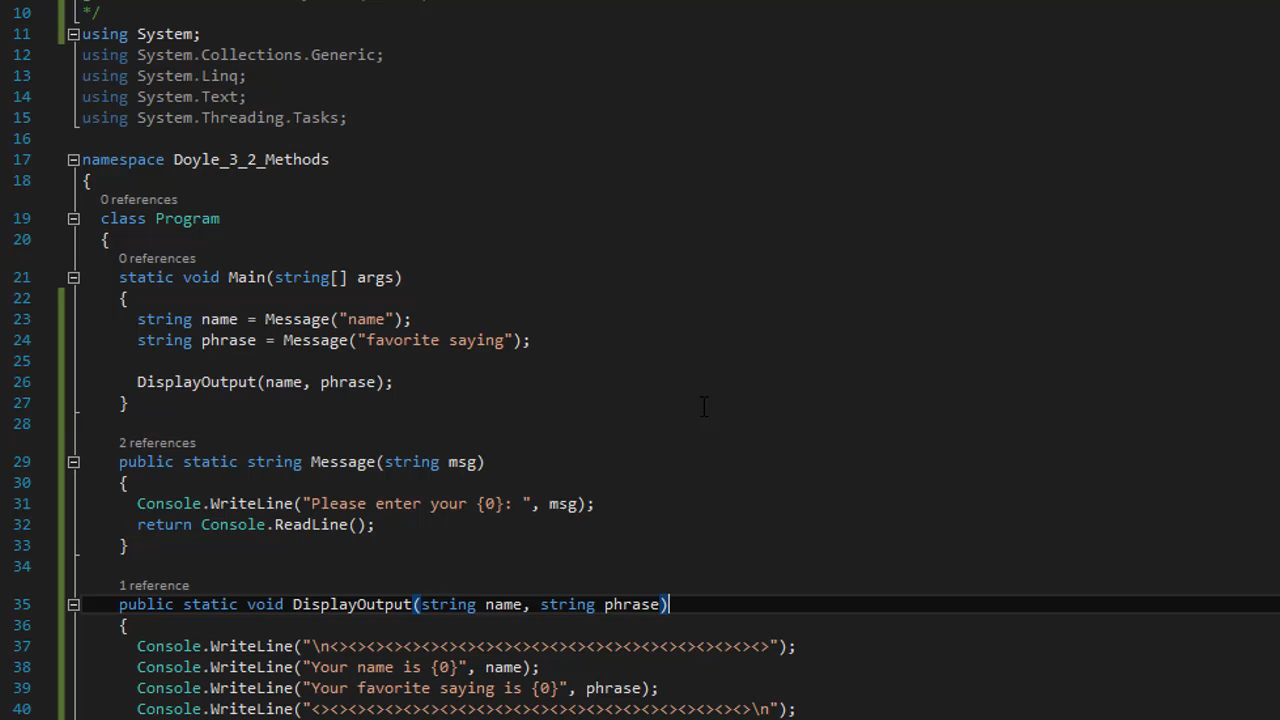 10 */
11 using System;
12 using System.Collections.Generic;
13 using System.Linq;
14 using System.Text;
15 using System.Threading.Tasks;
16
17 namespace Doyle_3_2_Methods
18 {
0 references
19 class Program
20 {
0 references
21 static void Main(string[] args)
22 {
23 string name = Message("name");
24 string phrase = Message("favorite saying");
25
26 DisplayOutput(name, phrase);
27 }
28
2 references
29 public static string Message(string msg)
30 {
31 Console.WriteLine("Please enter your {0}: ", msg);
32 return Console.ReadLine();
33 }
34
1 reference
35 public static void DisplayOutput(string name, string phrase)
36 {
37 Console.WriteLine("\n<><><><><><><><><><><><><><><><><><><><><><><><>");
38 Console.WriteLine("Your name is {0}", name);
39 Console.WriteLine("Your favorite saying is {0}", phrase);
40 Console.WriteLine("<><><><><><><><><><><><><><><><><><><><><><><><>\n");